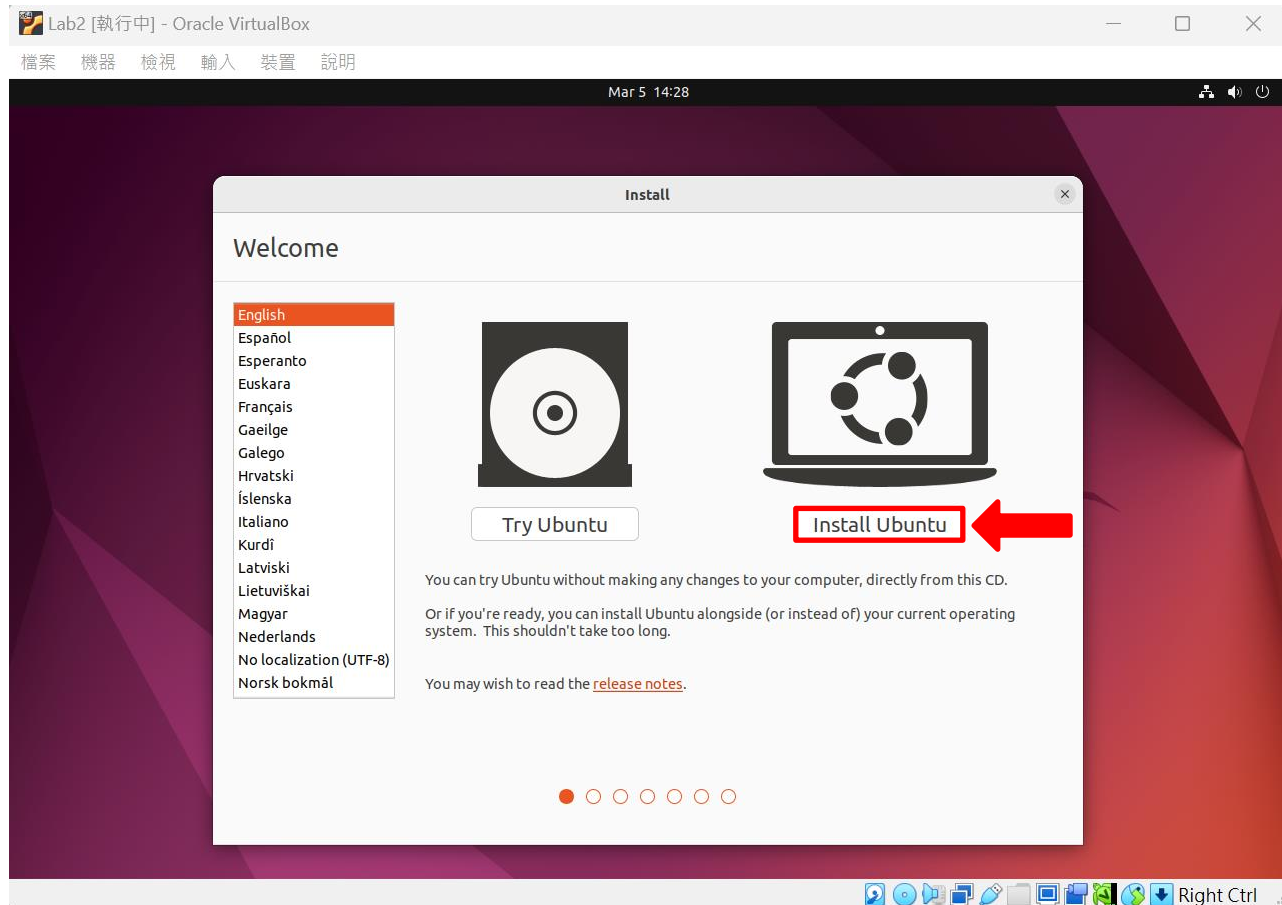 Lab2 [執行中] - Oracle VirtualBox
檔案 機器 檢視 輸入 裝置 說明
Mar 5 14:28
Install
Welcome
English
Español
Esperanto
Euskara
Français
Gaeilge
Galego
Hrvatski
Íslenska
Italiano
Kurdî
Latviski
Lietuviškai
Magyar
Nederlands
No localization (UTF-8)
Norsk bokmål
Try Ubuntu
Install Ubuntu
You can try Ubuntu without making any changes to your computer, directly from this CD.
Or if you're ready, you can install Ubuntu alongside (or instead of) your current operating
system. This shouldn't take too long.
You may wish to read the release notes.
Right Ctrl